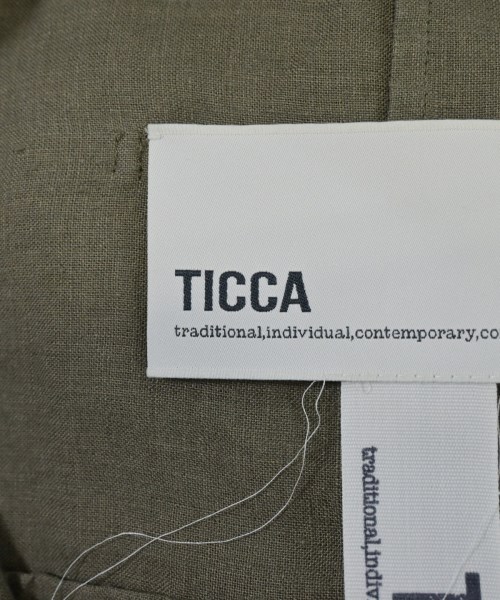 TICCA
traditional,individual,contemporary,co
traditional,indiv
T